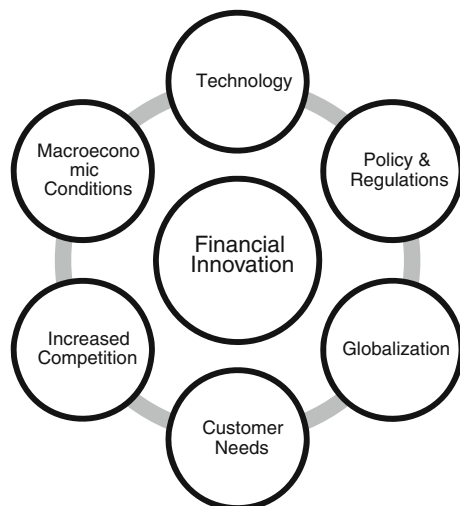 Technology
Policy &
Regulations
Globalization
Customer
Needs
Increased
Competition
Macroecono
mic
Conditions
Financial
Innovation